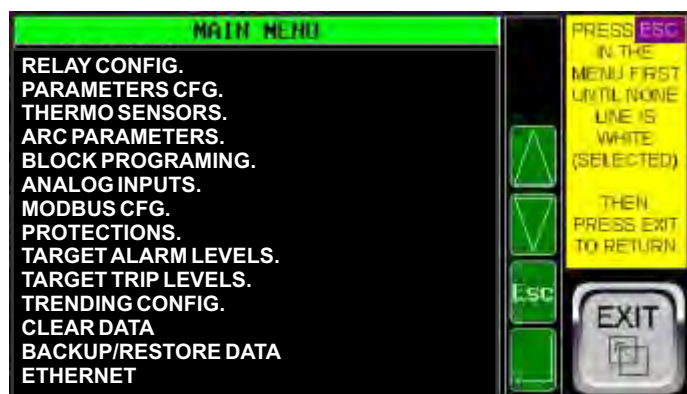 MAIN MENU
RELAY CONFIG.
PARAMETERS CFG.
THERMO SENSORS.
ARC PARAMETERS.
BLOCK PROGRAMING.
ANALOG INPUTS.
MODBUS CFG.
PROTECTIONS.
TARGET ALARM LEVELS.
TARGET TRIP LEVELS.
TRENDING CONFIG.
CLEAR DATA
BACKUP/RESTORE DATA
ETHERNET
Esc
PRESS ESC
IN THE
MENU FIRST
UNTIL NONE
LINE IS
WHITE
(SELECTED)
THEN
PRESS EXIT
TO RETURN
EXIT